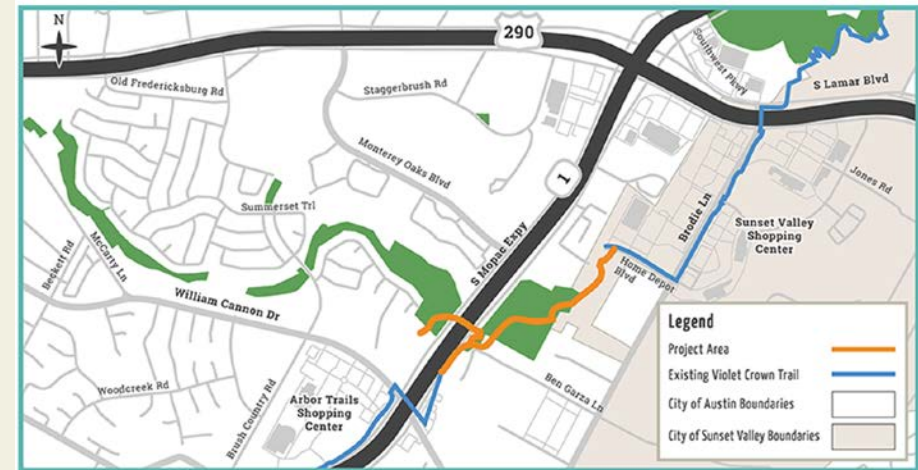 N
290
Southwest Pkwy
S Lamar Blvd
Old Fredericksburg Rd
Staggerbrush Rd
Monterey Oaks Blvd
1
Jones Rd
Summerset Trl
Brodie Ln
Sunset Valley
Shopping
Center
S Mopac Expy
Beckett Rd
McCarty Ln
Home Depot
Blvd
William Cannon Dr
Legend
Project Area
Existing Violet Crown Trail
City of Austin Boundaries
City of Sunset Valley Boundaries
Woodcreek Rd
Brush Country Rd
Arbor Trails
Shopping
Center
Ben Garza Ln